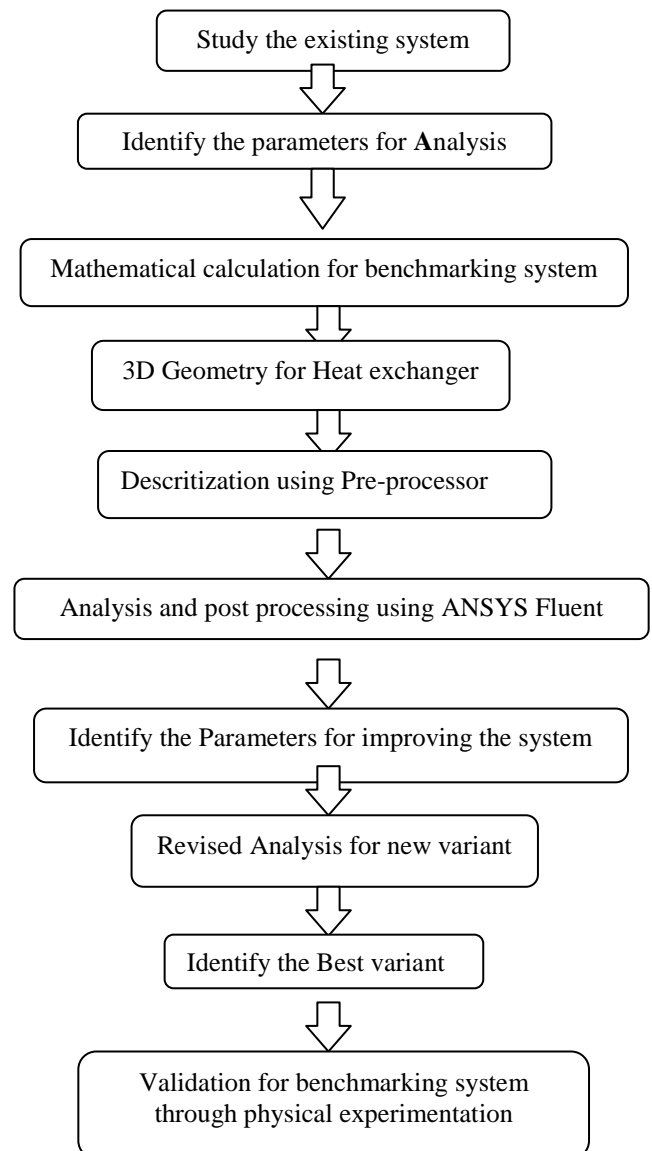 Study the existing system
Identify the parameters for Analysis
Mathematical calculation for benchmarking system
3D Geometry for Heat exchanger
Descritization using Pre-processor
Analysis and post processing using ANSYS Fluent
Identify the Parameters for improving the system
Revised Analysis for new variant
Identify the Best variant
Validation for benchmarking system
through physical experimentation